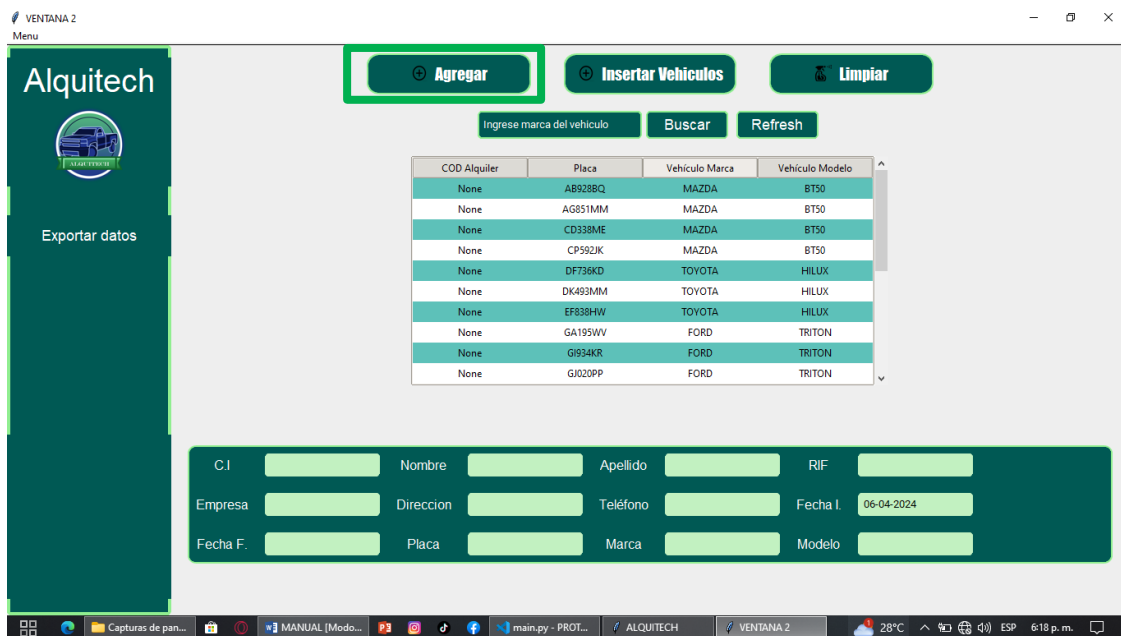 VENTANA 2
Menu
Alquitech
ALQUITECH
Exportar datos
Agregar
Insertar Vehiculos
Limpiar
Ingrese marca del vehiculo
Buscar
Refresh
COD Alquiler Placa Vehículo Marca Vehículo Modelo
None AB928BQ MAZDA BT50
None AG851MM MAZDA BT50
None CD338ME MAZDA BT50
None CP592JK MAZDA BT50
None DF736KD TOYOTA HILUX
None DK493MM TOYOTA HILUX
None EF838HW TOYOTA HILUX
None GA195WV FORD TRITON
None GI934KR FORD TRITON
None GJ020PP FORD TRITON
C.I Nombre Apellido RIF
Empresa Direccion Teléfono Fecha I. 06-04-2024
Fecha F. Placa Marca Modelo
Capturas de pan... MANUAL [Modo... main.py - PROT... ALQUITECH VENTANA 2 28°C ESP 6:18 p. m.